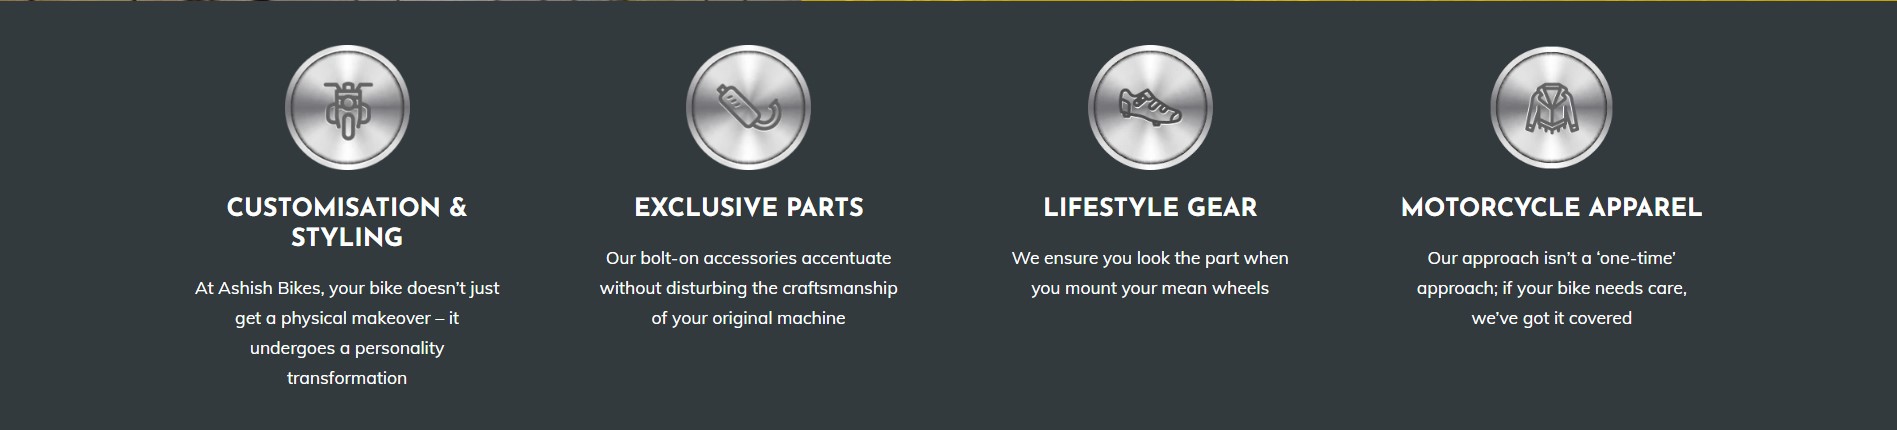 CUSTOMISATION &
STYLING
At Ashish Bikes, your bike doesn’t just
get a physical makeover – it
undergoes a personality
transformation
EXCLUSIVE PARTS
Our bolt-on accessories accentuate
without disturbing the craftsmanship
of your original machine
LIFESTYLE GEAR
We ensure you look the part when
you mount your mean wheels
MOTORCYCLE APPAREL
Our approach isn’t a ‘one-time’
approach; if your bike needs care,
we’ve got it covered